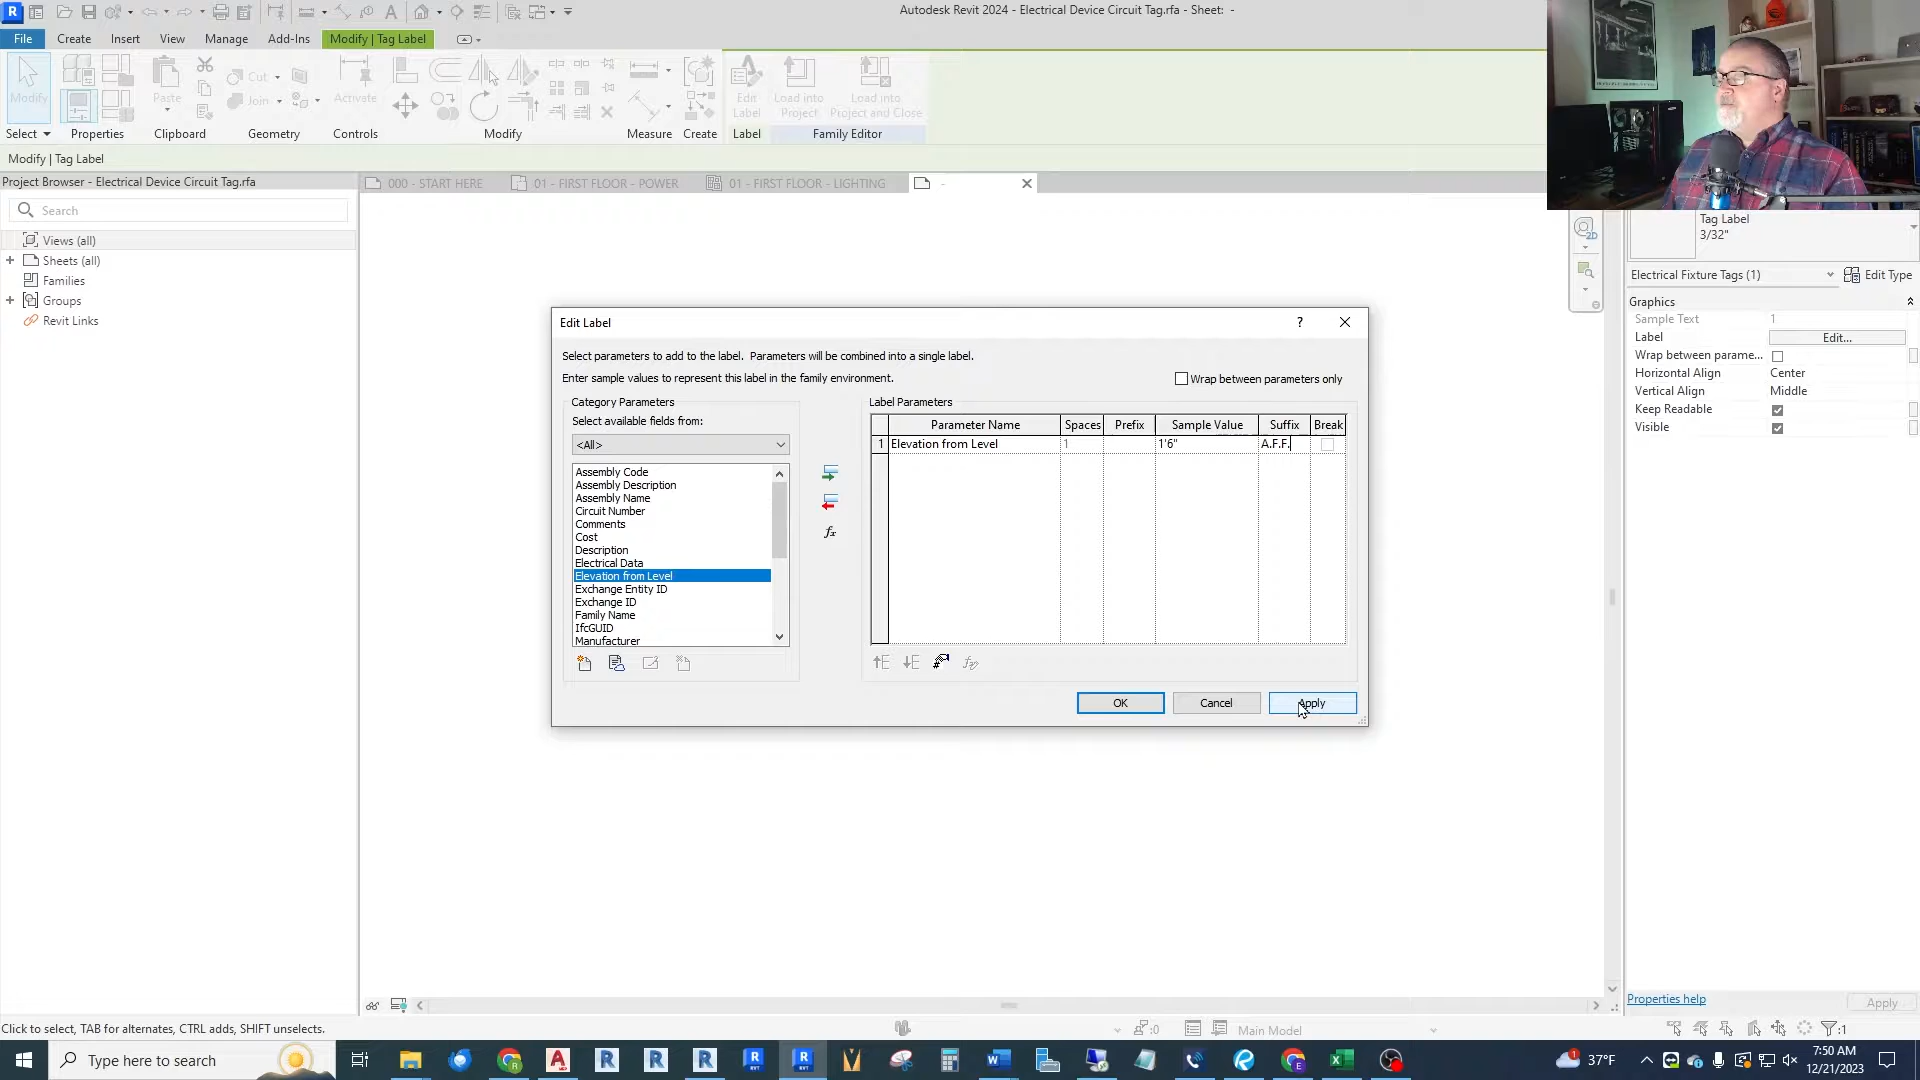 Autodesk Revit 2024 - Electrical Device Circuit Tag.rfa - Sheet: -
File Create Insert View Manage Add-Ins Modify | Tag Label
Modify
Paste
Cut
Join
Activate
Edit Label
Load into Project
Load into Project and Close
Select Properties Clipboard Geometry Controls Modify Measure Create Label Family Editor
Modify | Tag Label
Project Browser - Electrical Device Circuit Tag.rfa
000 - START HERE
01 - FIRST FLOOR - POWER
01 - FIRST FLOOR - LIGHTING
-
Search
Views (all)
Sheets (all)
Families
Groups
Revit Links
Edit Label
?
Select parameters to add to the label. Parameters will be combined into a single label.
Enter sample values to represent this label in the family environment.
Wrap between parameters only
Category Parameters
Select available fields from:
<All>
Assembly Code
Assembly Description
Assembly Name
Circuit Number
Comments
Cost
Description
Electrical Data
Elevation from Level
Exchange Entity ID
Exchange ID
Family Name
IfcGUID
Manufacturer
fx
Label Parameters
Parameter Name Spaces Prefix Sample Value Suffix Break
1 Elevation from Level 1 1'6" A.F.F.
OK Cancel Apply
2D
Tag Label
3/32"
Electrical Fixture Tags (1) Edit Type
Graphics
Sample Text 1
Label Edit...
Wrap between parame...
Horizontal Align Center
Vertical Align Middle
Keep Readable
Visible
Properties help Apply
Click to select, TAB for alternates, CTRL adds, SHIFT unselects.
:0
Main Model
:1
Type here to search
37°F
7:50 AM
12/21/2023